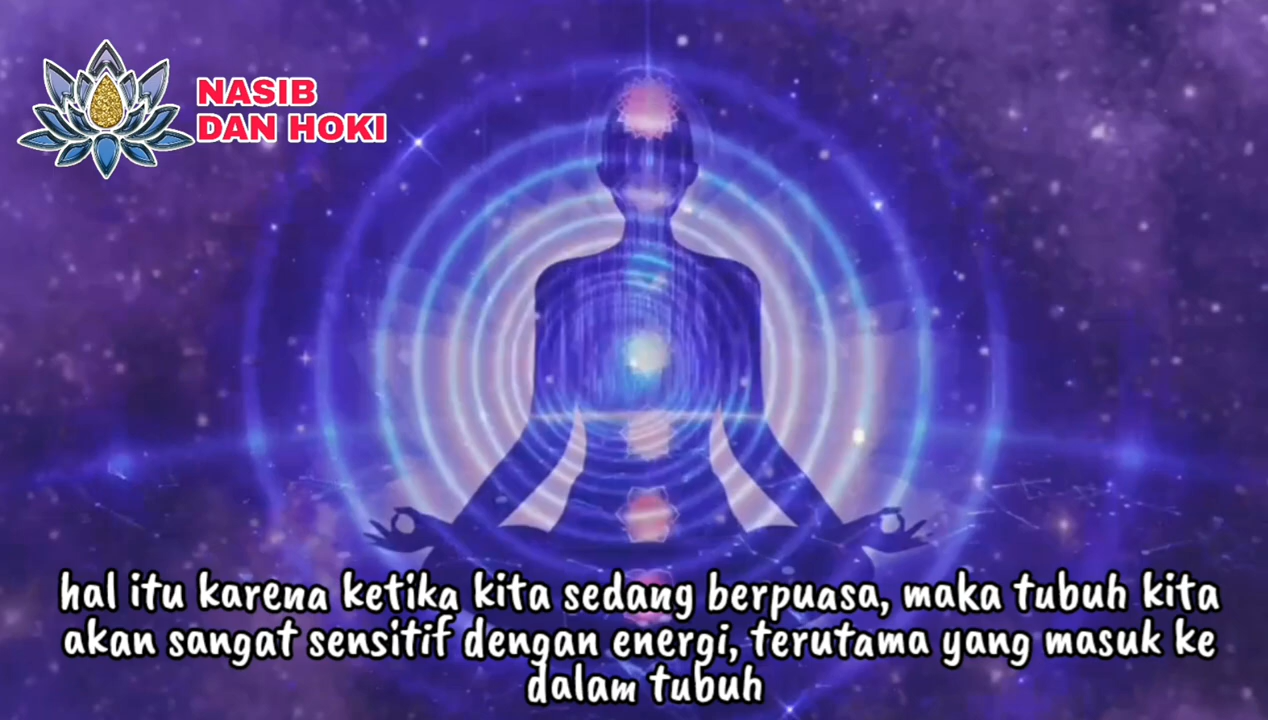 NASIB
DAN HOKI
hal itu karena ketika kita sedang berpuasa, maka tubuh kita
akan sangat sensitif dengan energi, terutama yang masuk ke
dalam tubuh